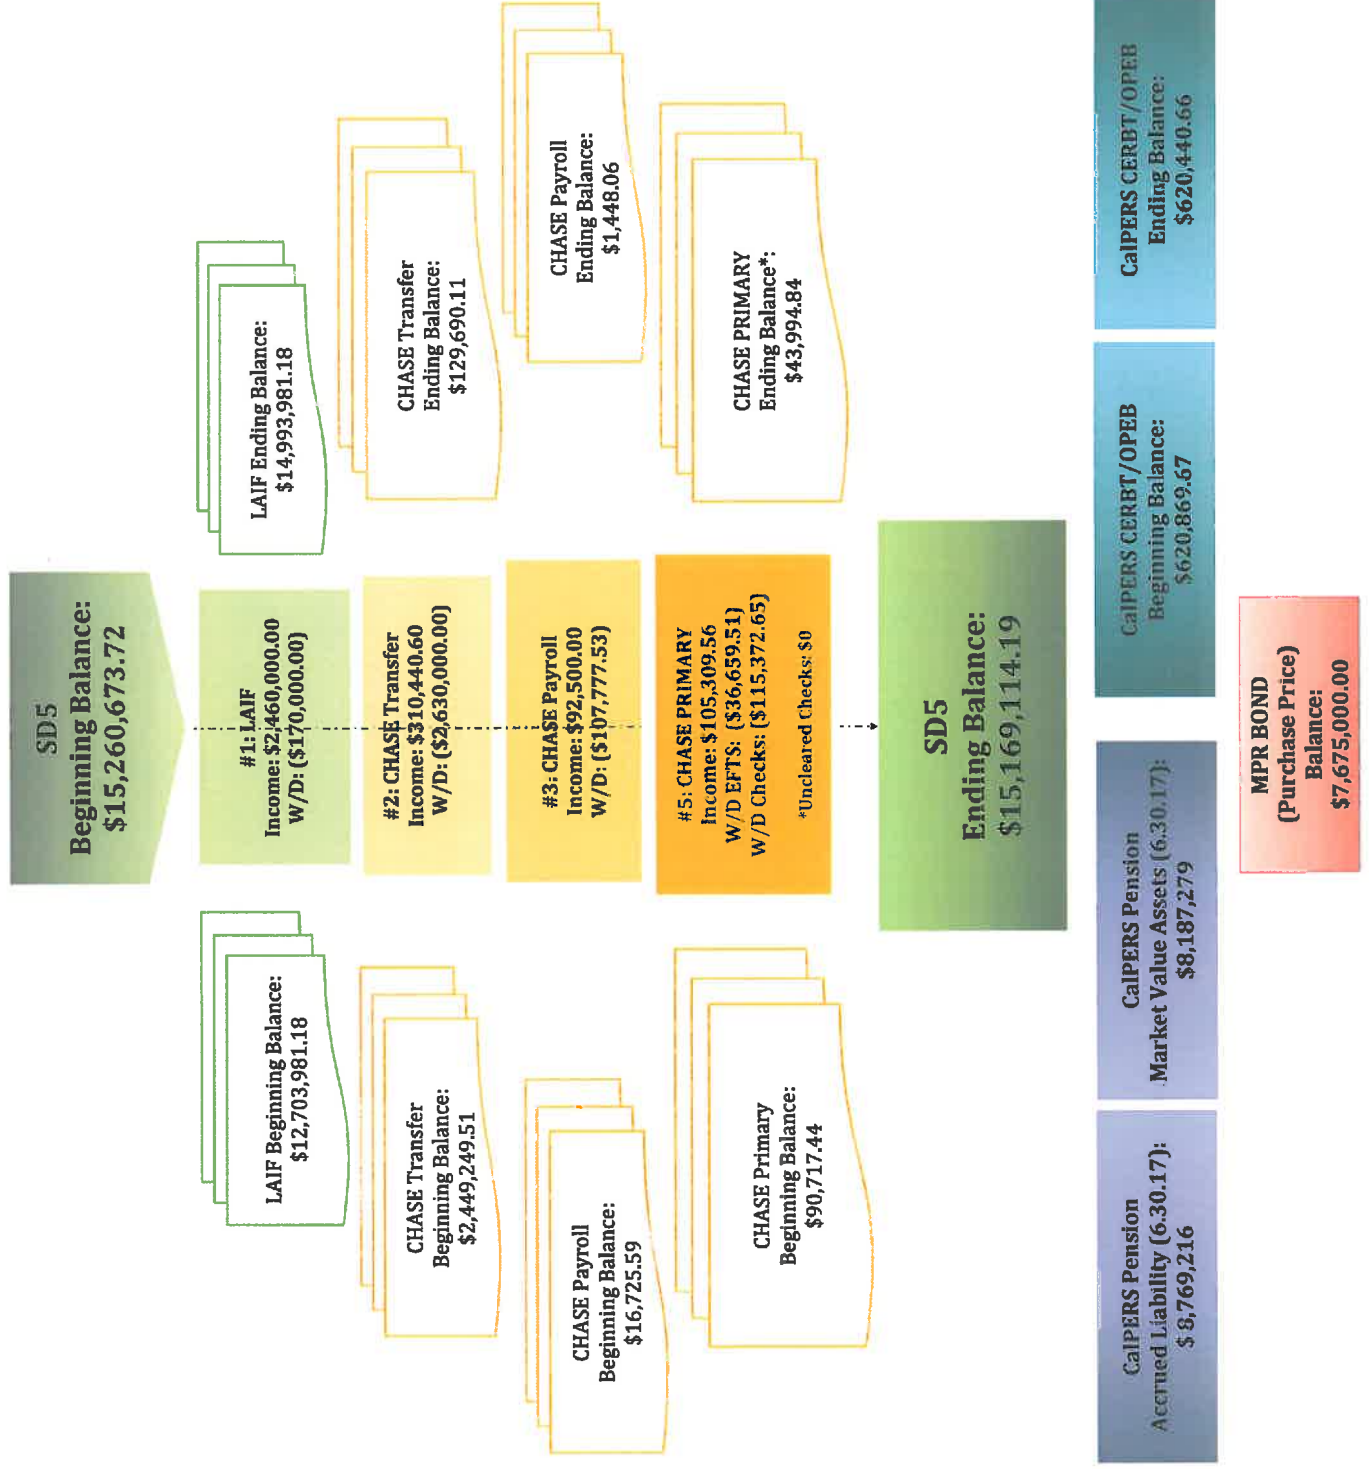 SD5
Beginning Balance:
$15,260,673.72
LAIF Beginning Balance:
$12,703,981.18
#1: LAIF
Income: $2,460,000.00
W/D: ($170,000.00)
LAIF Ending Balance:
$14,993,981.18
CHASE Transfer
Beginning Balance:
$2,449,249.51
#2: CHASE Transfer
Income: $310,440.60
W/D: ($2,630,000.00)
CHASE Transfer
Ending Balance:
$129,690.11
CHASE Payroll
Beginning Balance:
$16,725.59
#3: CHASE Payroll
Income: $92,500.00
W/D: ($107,777.53)
CHASE Payroll
Ending Balance:
$1,448.06
CHASE Primary
Beginning Balance:
$90,717.44
#5: CHASE PRIMARY
Income: $105,309.56
W/D EFTS: ($36,659.51)
W/D Checks: ($115,372.65)
*Uncleared Checks: $0
CHASE PRIMARY
Ending Balance*:
$43,994.84
SD5
Ending Balance:
$15,169,114.19
CalPERS Pension
Accrued Liability (6.30.17):
$ 8,769,216
CalPERS Pension
Market Value Assets (6.30.17):
$8,187,279
CalPERS CERBT/OPEB
Beginning Balance:
$620,869.67
CalPERS CERBT/OPEB
Ending Balance:
$620,440.66
MPR BOND
(Purchase Price)
Balance:
$7,675,000.00